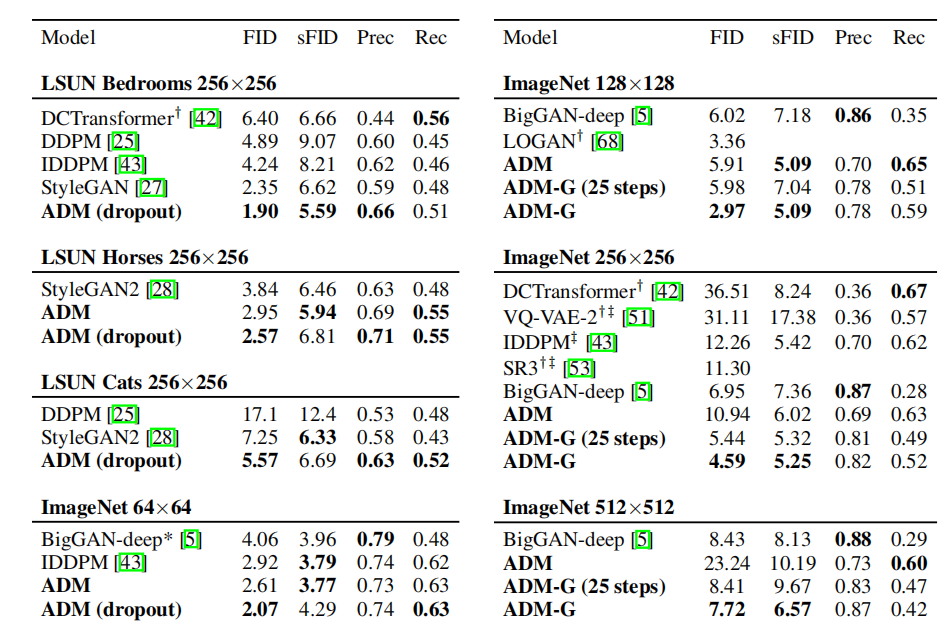 Model FID sFID Prec Rec
LSUN Bedrooms 256×256
DCTransformer† [42] 6.40 6.66 0.44 0.56
DDPM [25] 4.89 9.07 0.60 0.45
IDDPM [43] 4.24 8.21 0.62 0.46
StyleGAN [27] 2.35 6.62 0.59 0.48
ADM (dropout) 1.90 5.59 0.66 0.51
LSUN Horses 256×256
StyleGAN2 [28] 3.84 6.46 0.63 0.48
ADM 2.95 5.94 0.69 0.55
ADM (dropout) 2.57 6.81 0.71 0.55
LSUN Cats 256×256
DDPM [25] 17.1 12.4 0.53 0.48
StyleGAN2 [28] 7.25 6.33 0.58 0.43
ADM (dropout) 5.57 6.69 0.63 0.52
ImageNet 64×64
BigGAN-deep* [5] 4.06 3.96 0.79 0.48
IDDPM [43] 2.92 3.79 0.74 0.62
ADM 2.61 3.77 0.73 0.63
ADM (dropout) 2.07 4.29 0.74 0.63
Model FID sFID Prec Rec
ImageNet 128×128
BigGAN-deep [5] 6.02 7.18 0.86 0.35
LOGAN† [68] 3.36
ADM 5.91 5.09 0.70 0.65
ADM-G (25 steps) 5.98 7.04 0.78 0.51
ADM-G 2.97 5.09 0.78 0.59
ImageNet 256×256
DCTransformer† [42] 36.51 8.24 0.36 0.67
VQ-VAE-2†‡ [51] 31.11 17.38 0.36 0.57
IDDPM‡ [43] 12.26 5.42 0.70 0.62
SR3†‡ [53] 11.30
BigGAN-deep [5] 6.95 7.36 0.87 0.28
ADM 10.94 6.02 0.69 0.63
ADM-G (25 steps) 5.44 5.32 0.81 0.49
ADM-G 4.59 5.25 0.82 0.52
ImageNet 512×512
BigGAN-deep [5] 8.43 8.13 0.88 0.29
ADM 23.24 10.19 0.73 0.60
ADM-G (25 steps) 8.41 9.67 0.83 0.47
ADM-G 7.72 6.57 0.87 0.42